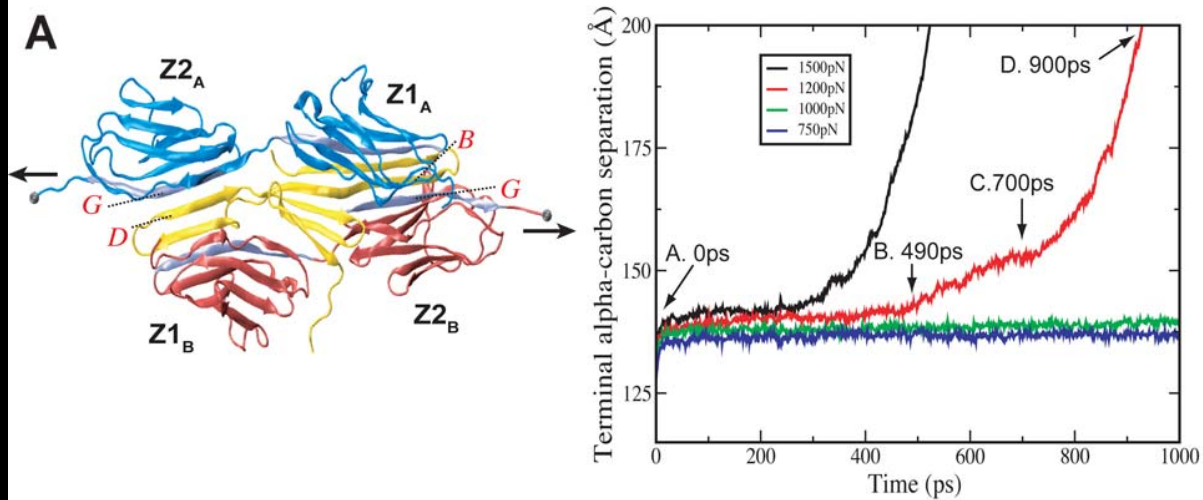 A
Z2A
Z1A
B
G
G
D
Z1B
Z2B
Terminal alpha-carbon separation (Å)
200
175
150
125
1500pN
1200pN
1000pN
750pN
D. 900ps
C.700ps
B. 490ps
A. 0ps
0 200 400 600 800 1000
Time (ps)